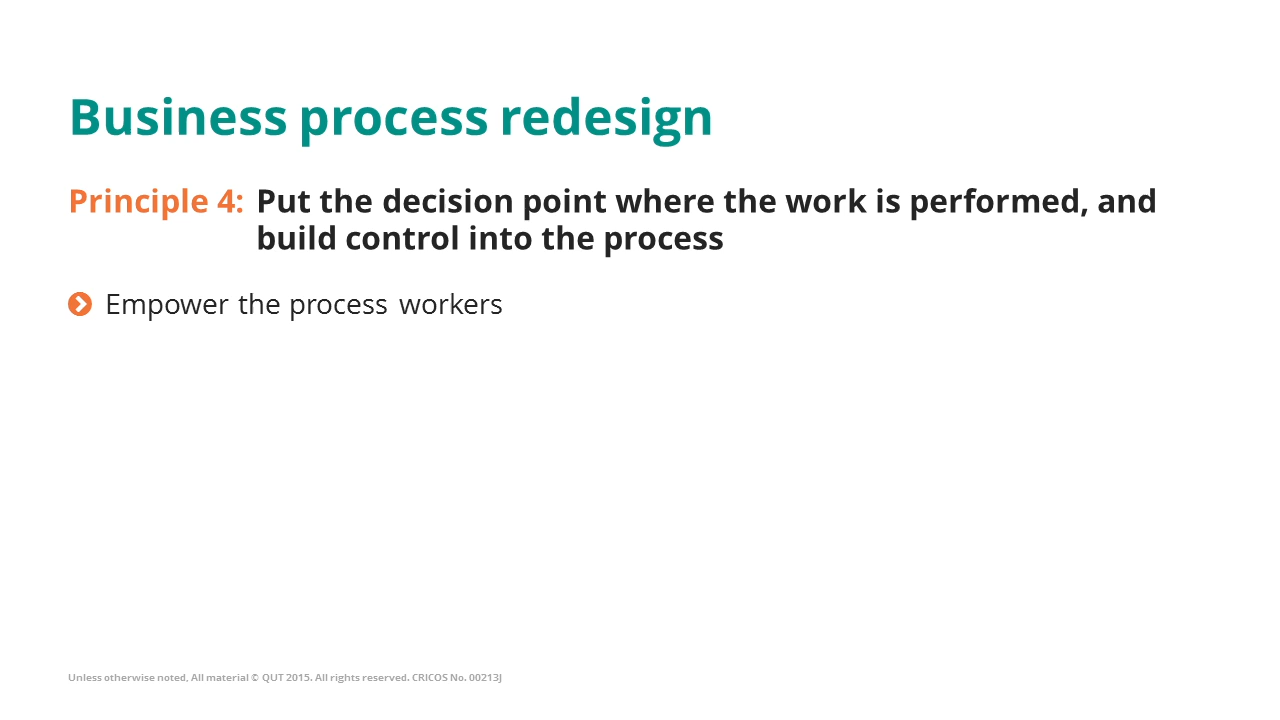 Business process redesign
Principle 4: Put the decision point where the work is performed, and
build control into the process
Empower the process workers
Unless otherwise noted, All material © QUT 2015. All rights reserved. CRICOS No. 00213J